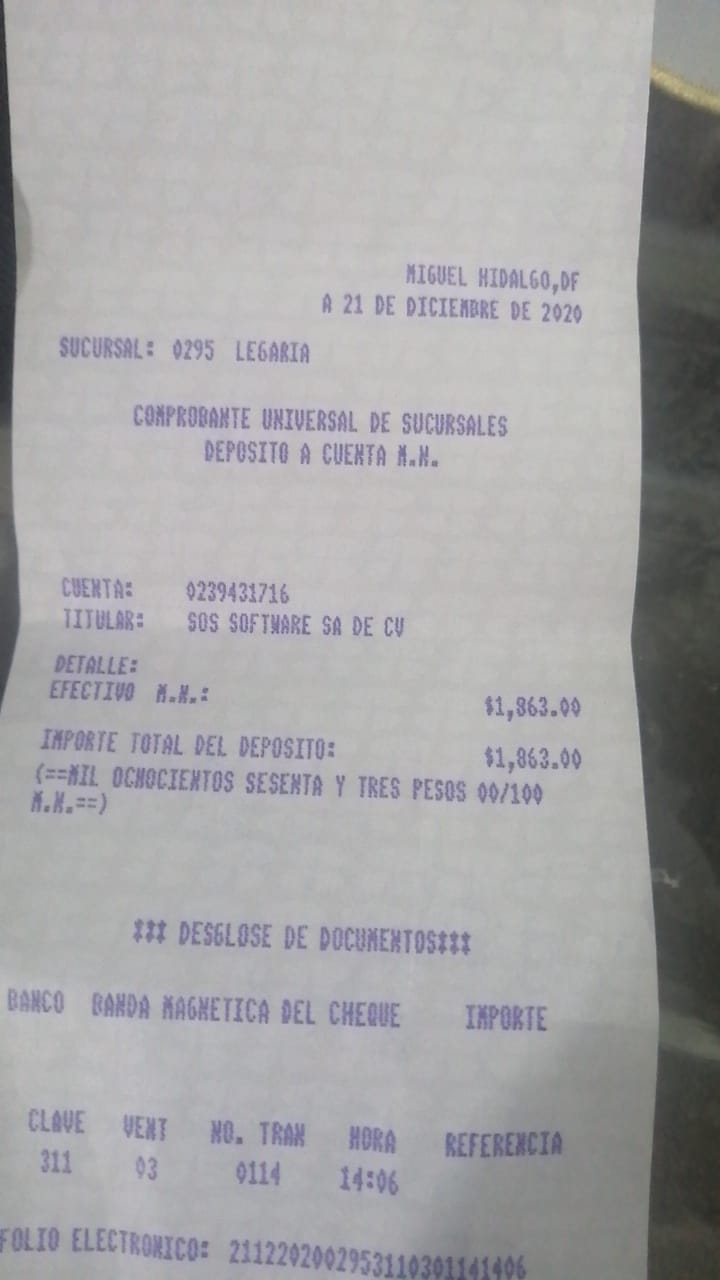 MIGUEL HIDALGO,DF
A 21 DE DICIEMBRE DE 2020
SUCURSAL: 0295 LEGARIA
COMPROBANTE UNIVERSAL DE SUCURSALES
DEPOSITO A CUENTA M.N.
CUENTA: 0239431716
TITULAR: SOS SOFTWARE SA DE CV
DETALLE:
EFECTIVO M.N.: $1,863.00
IMPORTE TOTAL DEL DEPOSITO: $1,863.00
(==MIL OCHOCIENTOS SESENTA Y TRES PESOS 00/100
M.N.==)
*** DESGLOSE DE DOCUMENTOS***
BANCO BANDA MAGNETICA DEL CHEQUE IMPORTE
CLAVE VENT NO. TRAN HORA REFERENCIA
311 03 0114 14:06
FOLIO ELECTRONICO: 2112202002953110301141406